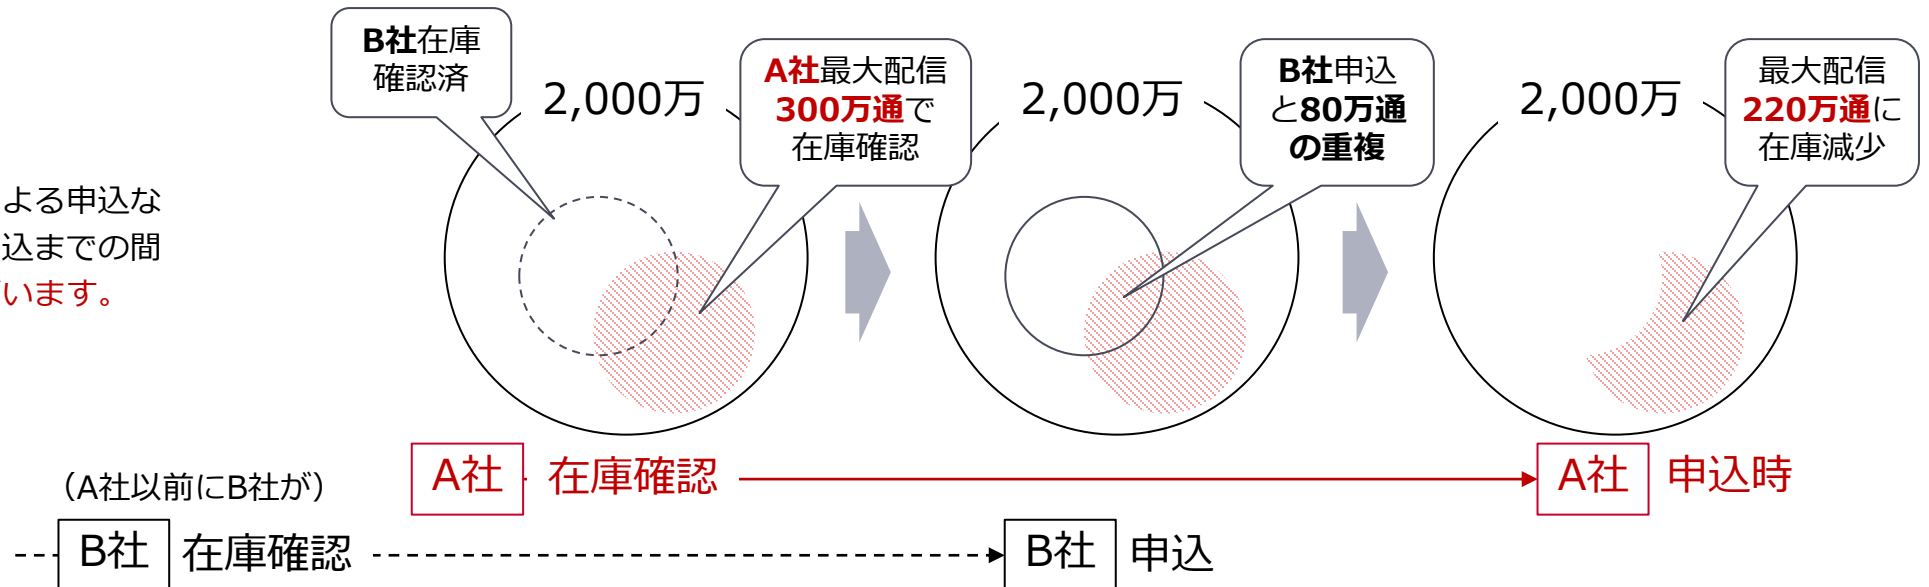 B社在庫
確認済
2,000万
A社最大配信
300万通で
在庫確認
2,000万
B社申込
と80万通
の重複
2,000万
最大配信
220万通に
在庫減少
よる申込な
込までの間
います。
A社 在庫確認
A社 申込時
（A社以前にB社が）
B社 在庫確認
B社 申込